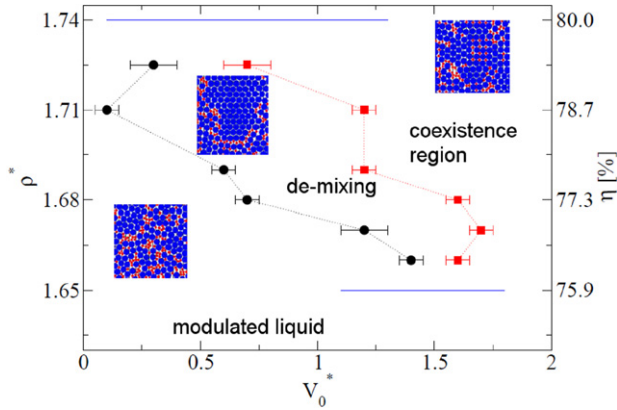 1.74
1.71
1.68
1.65
ρ*
80.0
78.7
77.3
75.9
η [%]
coexistence
region
de-mixing
modulated liquid
0
0.5
1
1.5
2
V₀*